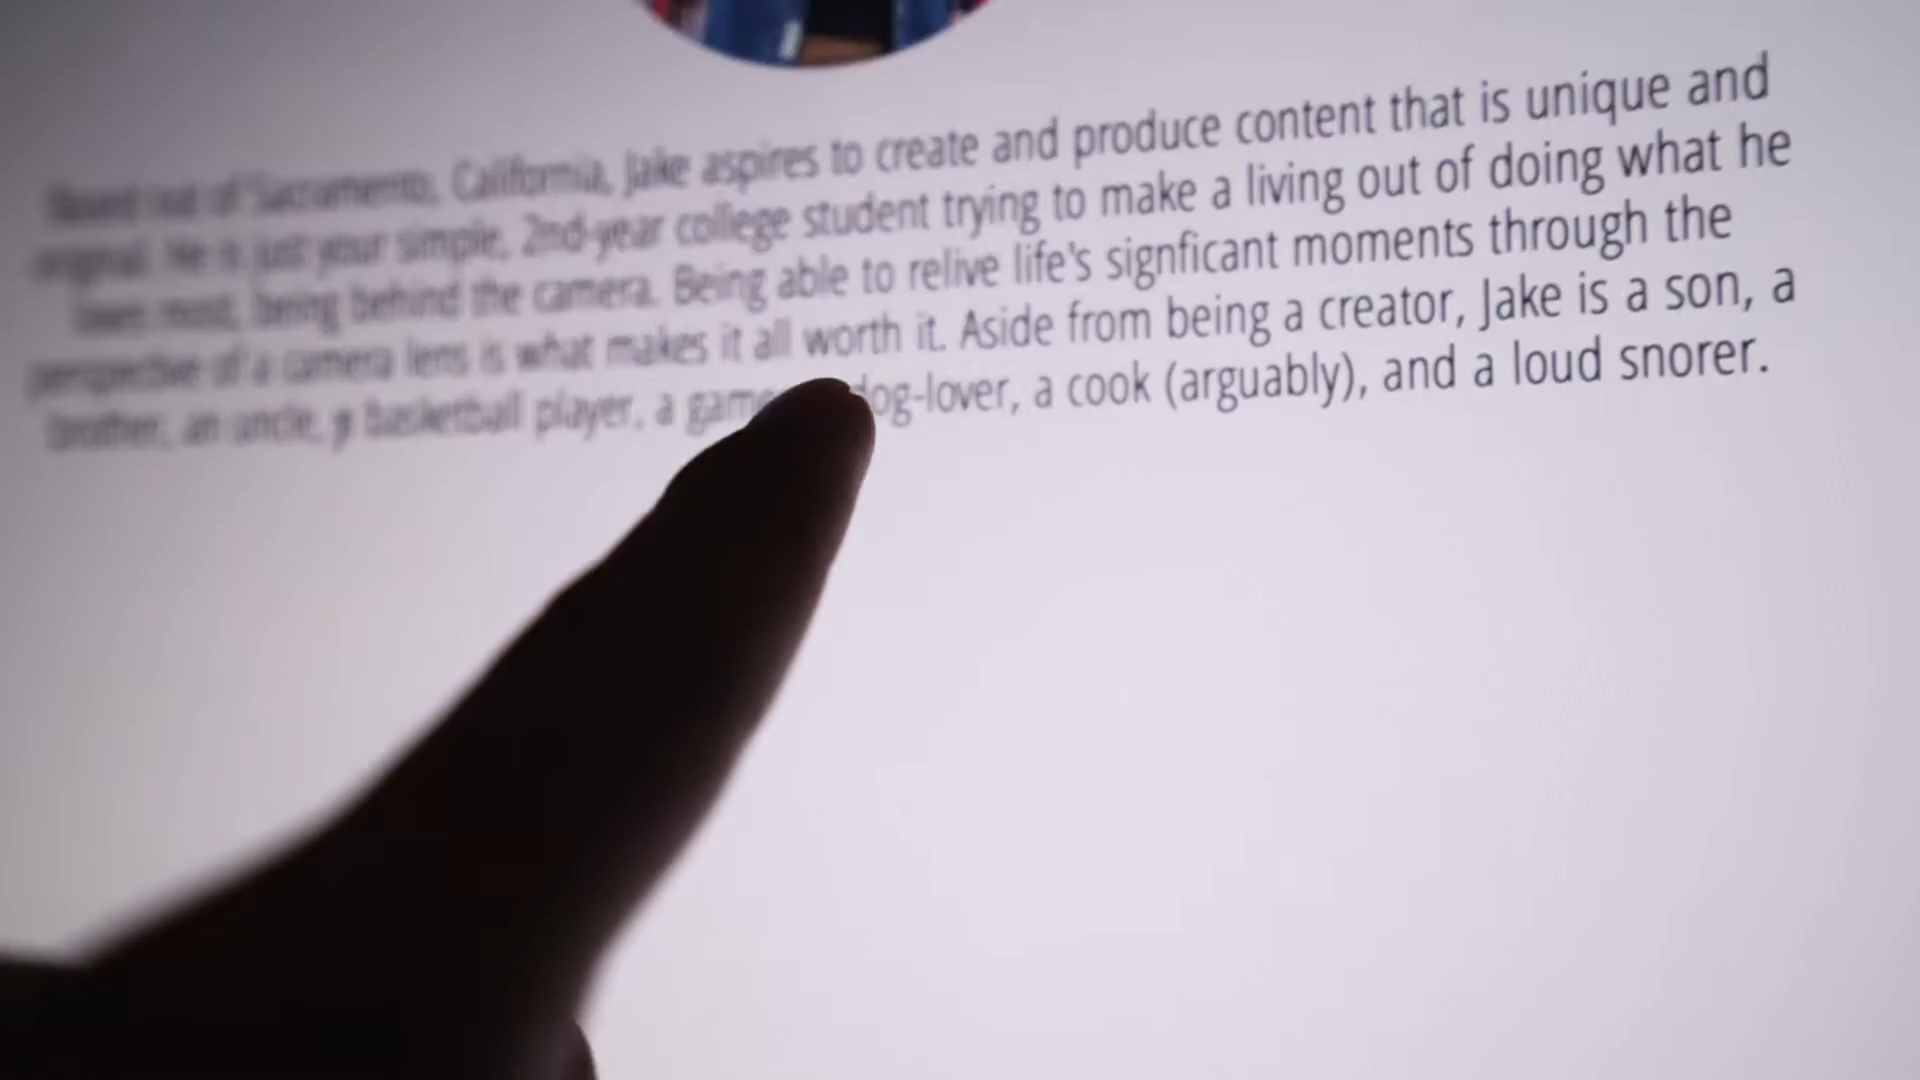 Based out of Sacramento, California, Jake aspires to create and produce content that is unique and
original. He is just your simple, 2nd-year college student trying to make a living out of doing what he
loves most, being behind the camera. Being able to relive life's signficant moments through the
perspective of a camera lens is what makes it all worth it. Aside from being a creator, Jake is a son, a
brother, an uncle, a basketball player, a dog-lover, a cook (arguably), and a loud snorer.